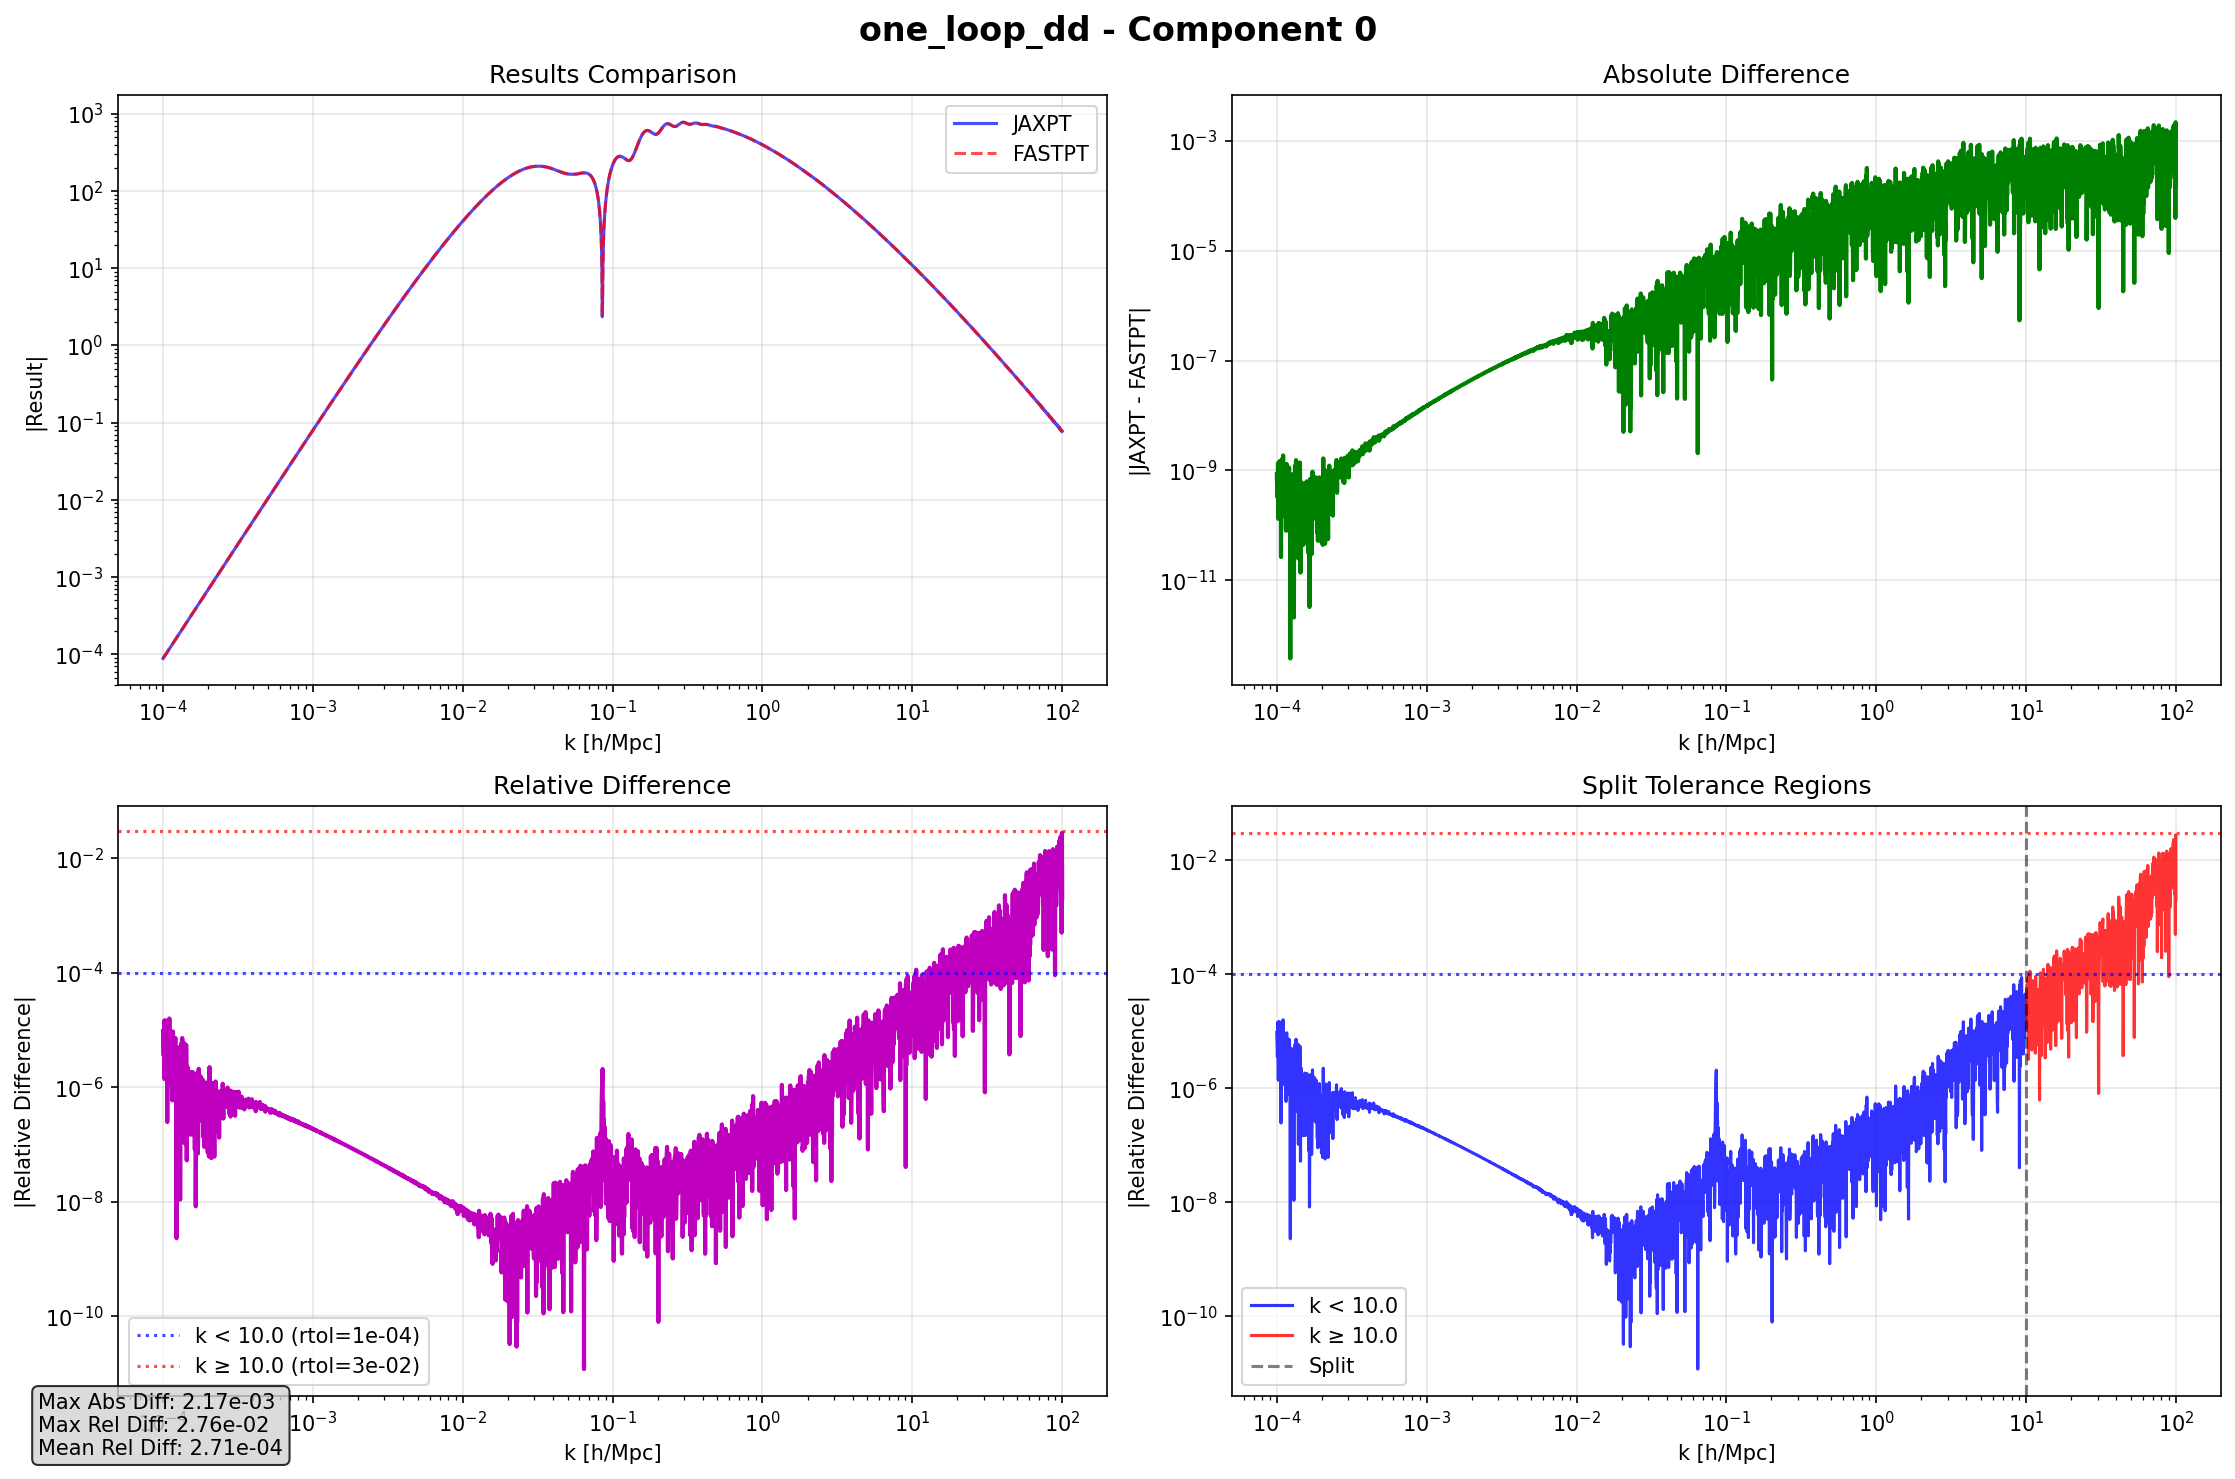 one_loop_dd - Component 0
Results Comparison
|Result|
10³
10²
10¹
10⁰
10⁻¹
10⁻²
10⁻³
10⁻⁴
JAXPT
FASTPT
10⁻⁴ 10⁻³ 10⁻² 10⁻¹ 10⁰ 10¹ 10²
k [h/Mpc]
Absolute Difference
|JAXPT - FASTPT|
10⁻³
10⁻⁵
10⁻⁷
10⁻⁹
10⁻¹¹
10⁻⁴ 10⁻³ 10⁻² 10⁻¹ 10⁰ 10¹ 10²
k [h/Mpc]
Relative Difference
|Relative Difference|
10⁻²
10⁻⁴
10⁻⁶
10⁻⁸
10⁻¹⁰
k < 10.0 (rtol=1e-04)
k ≥ 10.0 (rtol=3e-02)
10⁻³ 10⁻² 10⁻¹ 10⁰ 10¹ 10²
k [h/Mpc]
Max Abs Diff: 2.17e-03
Max Rel Diff: 2.76e-02
Mean Rel Diff: 2.71e-04
Split Tolerance Regions
|Relative Difference|
10⁻²
10⁻⁴
10⁻⁶
10⁻⁸
10⁻¹⁰
k < 10.0
k ≥ 10.0
Split
10⁻⁴ 10⁻³ 10⁻² 10⁻¹ 10⁰ 10¹ 10²
k [h/Mpc]